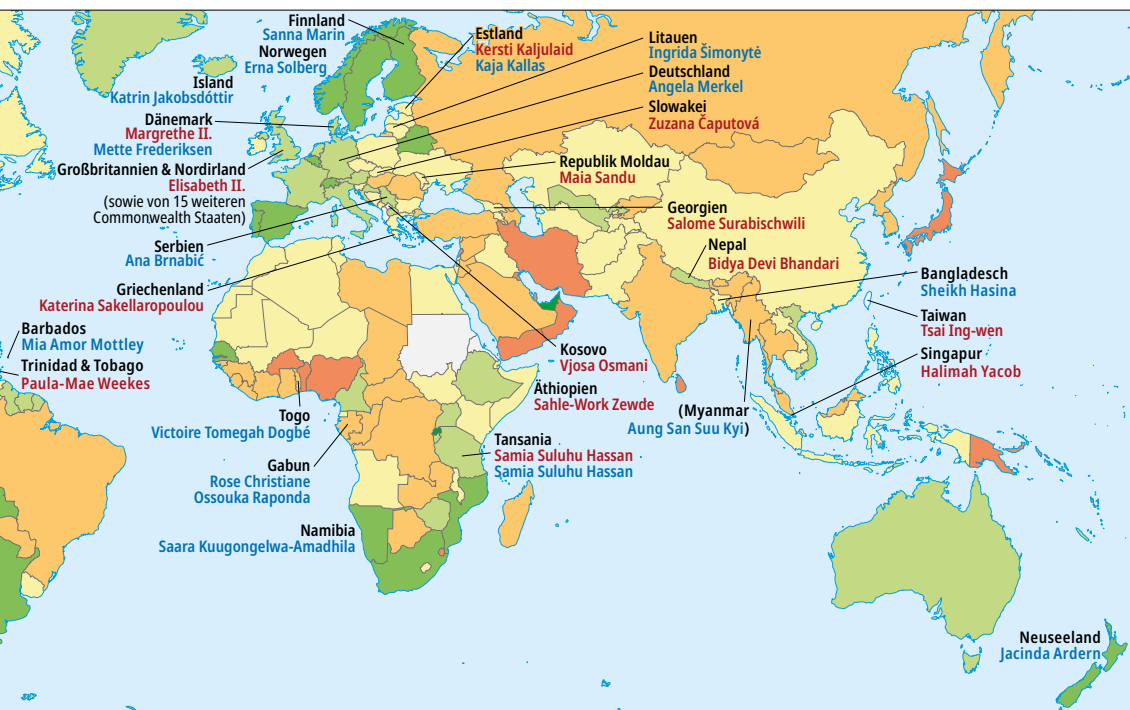 Finnland
Sanna Marin
Norwegen
Erna Solberg
Island
Katrin Jakobsdóttir
Dänemark
Margrethe II.
Mette Frederiksen
Großbritannien & Nordirland
Elisabeth II.
(sowie von 15 weiteren
Commonwealth Staaten)
Serbien
Ana Brnabić
Griechenland
Katerina Sakellaropoulou
Barbados
Mia Amor Mottley
Trinidad & Tobago
Paula-Mae Weekes
Togo
Victoire Tomegah Dogbé
Gabun
Rose Christiane
Ossouka Raponda
Namibia
Saara Kuugongelwa-Amadhila
Estland
Kersti Kaljulaid
Kaja Kallas
Litauen
Ingrida Šimonytė
Deutschland
Angela Merkel
Slowakei
Zuzana Čaputová
Republik Moldau
Maia Sandu
Georgien
Salome Surabischwili
Nepal
Bidya Devi Bhandari
Bangladesch
Sheikh Hasina
Taiwan
Tsai Ing-wen
Singapur
Halimah Yacob
Kosovo
Vjosa Osmani
Äthiopien
Sahle-Work Zewde
(Myanmar
Aung San Suu Kyi)
Tansania
Samia Suluhu Hassan
Samia Suluhu Hassan
Neuseeland
Jacinda Ardern